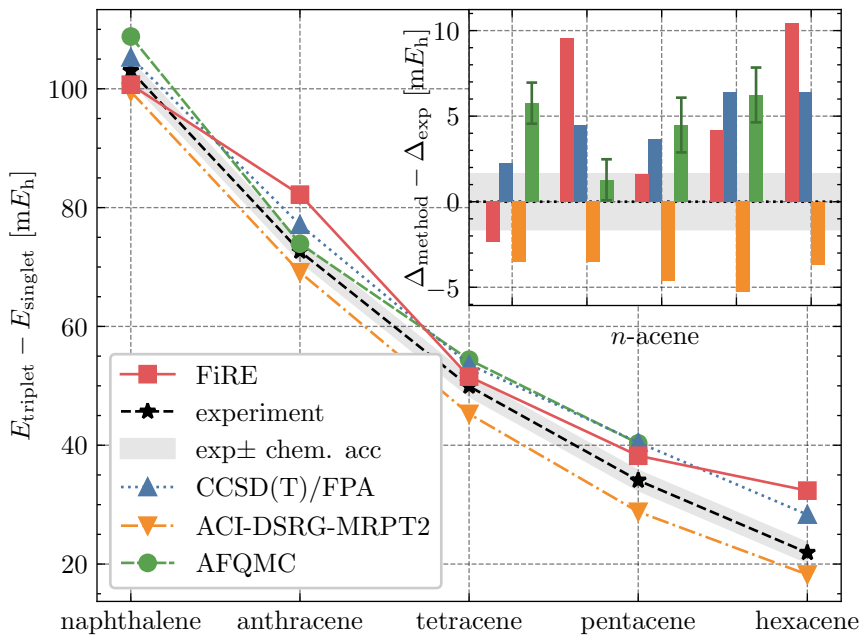 E_triplet − E_singlet [mE_h]
100
80
60
40
20
naphthalene
anthracene
tetracene
pentacene
hexacene
FiRE
experiment
exp± chem. acc
CCSD(T)/FPA
ACI-DSRG-MRPT2
AFQMC
Δ_method − Δ_exp [mE_h]
10
5
0
−5
n-acene